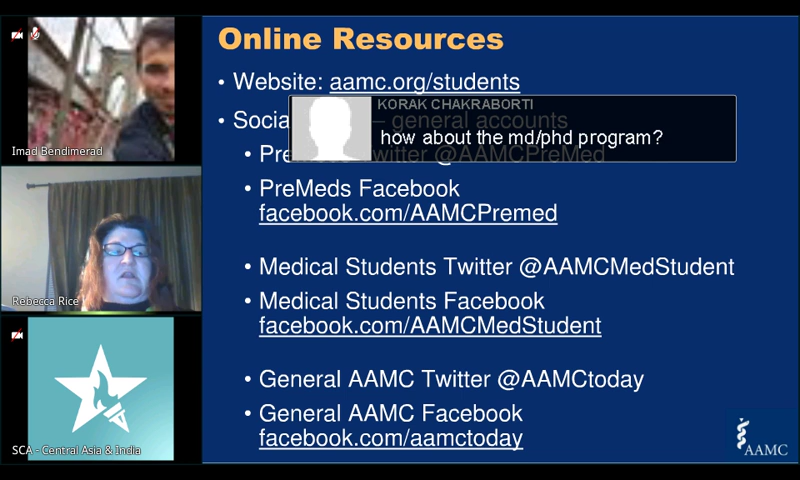 Online Resources
• Website: aamc.org/students
• Social – general accounts
KORAK CHAKRABORTI
how about the md/phd program?
• Pre witter @AAMCPreMed
• PreMeds Facebook
facebook.com/AAMCPremed
• Medical Students Twitter @AAMCMedStudent
• Medical Students Facebook
facebook.com/AAMCMedStudent
• General AAMC Twitter @AAMCtoday
• General AAMC Facebook
facebook.com/aamctoday
AAMC
Imad Bendimerad
Rebecca Rice
SCA - Central Asia & India